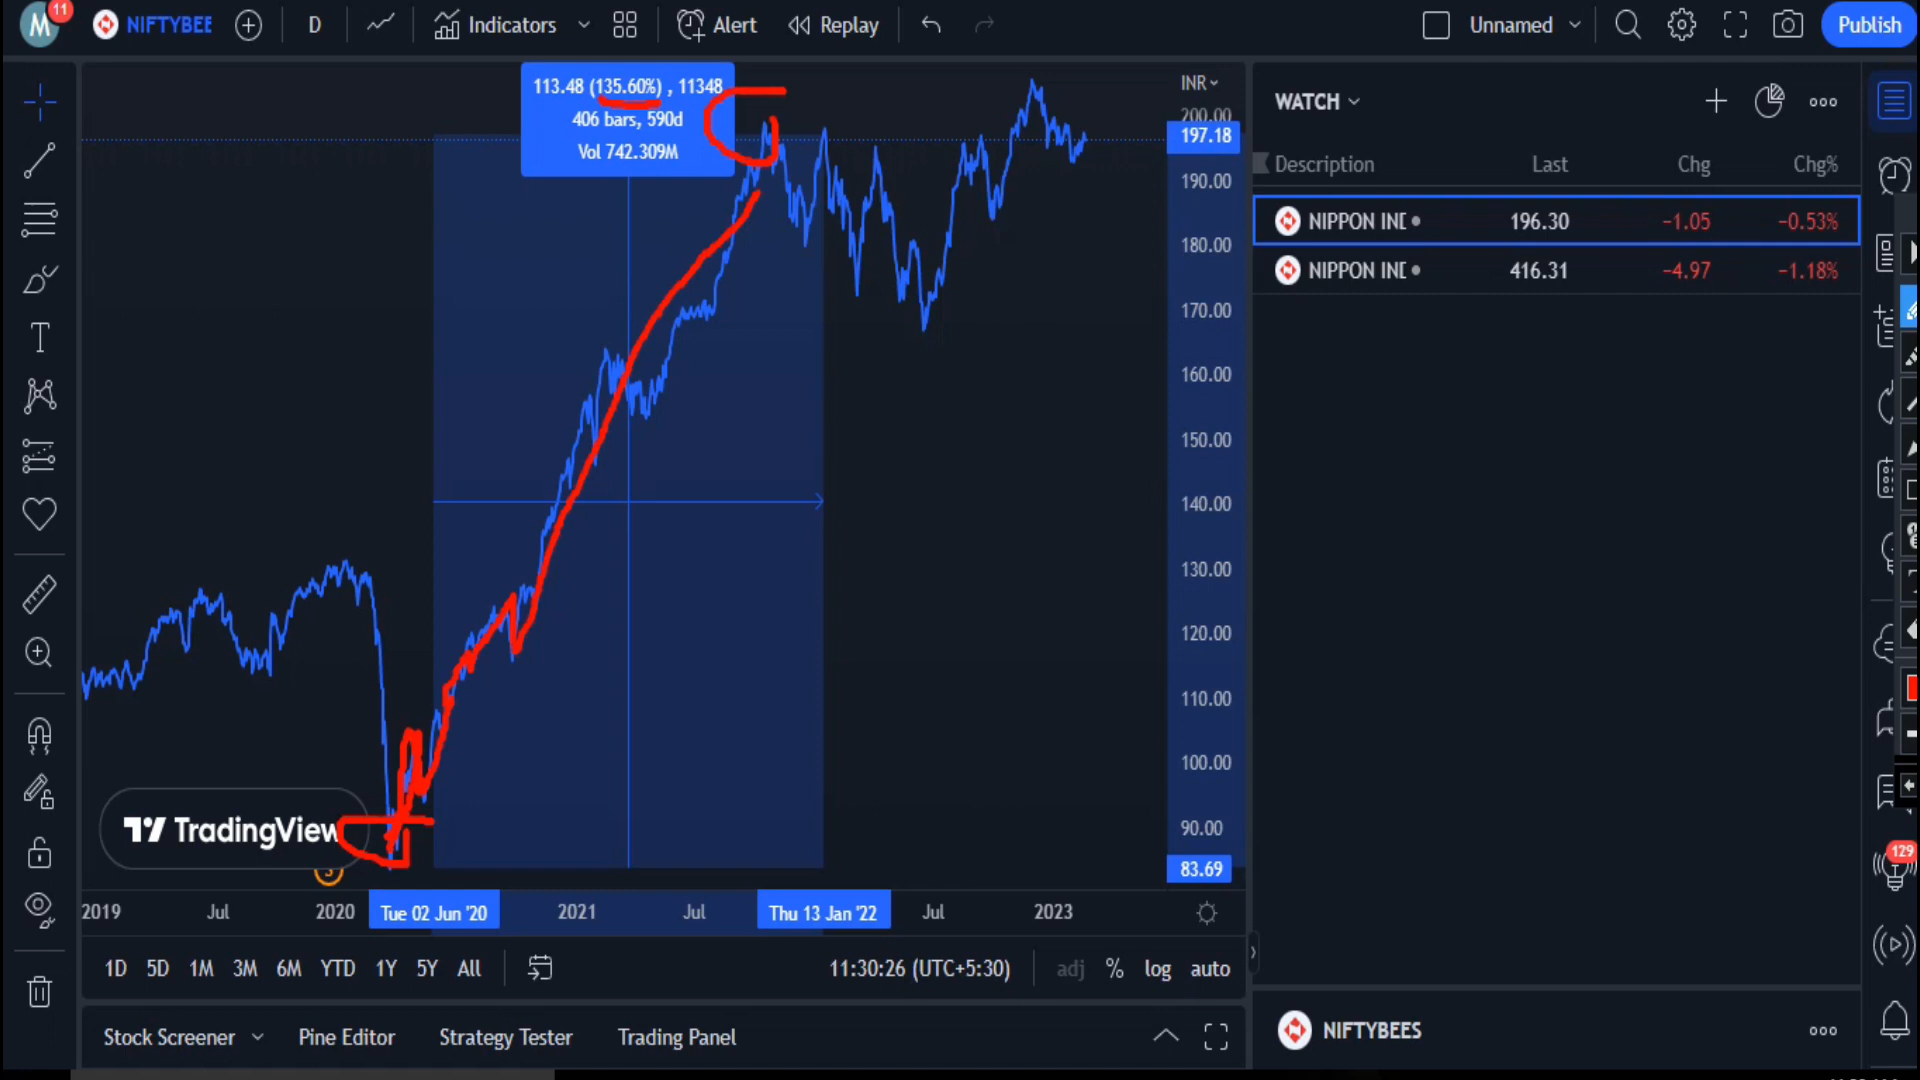 M 11 NIFTYBEE D Indicators Alert Replay Unnamed Publish
113.48 (135.60%) , 11348
406 bars, 590d
Vol 742.309M
INR
200.00
197.18
190.00
180.00
170.00
160.00
150.00
140.00
130.00
120.00
110.00
100.00
90.00
83.69
TradingView
2019 Jul 2020 Tue 02 Jun '20 2021 Jul Thu 13 Jan '22 Jul 2023
1D 5D 1M 3M 6M YTD 1Y 5Y All 11:30:26 (UTC+5:30) adj % log auto
Stock Screener Pine Editor Strategy Tester Trading Panel
WATCH
Description Last Chg Chg%
NIPPON IND 196.30 −1.05 −0.53%
NIPPON IND 416.31 −4.97 −1.18%
129
NIFTYBEES